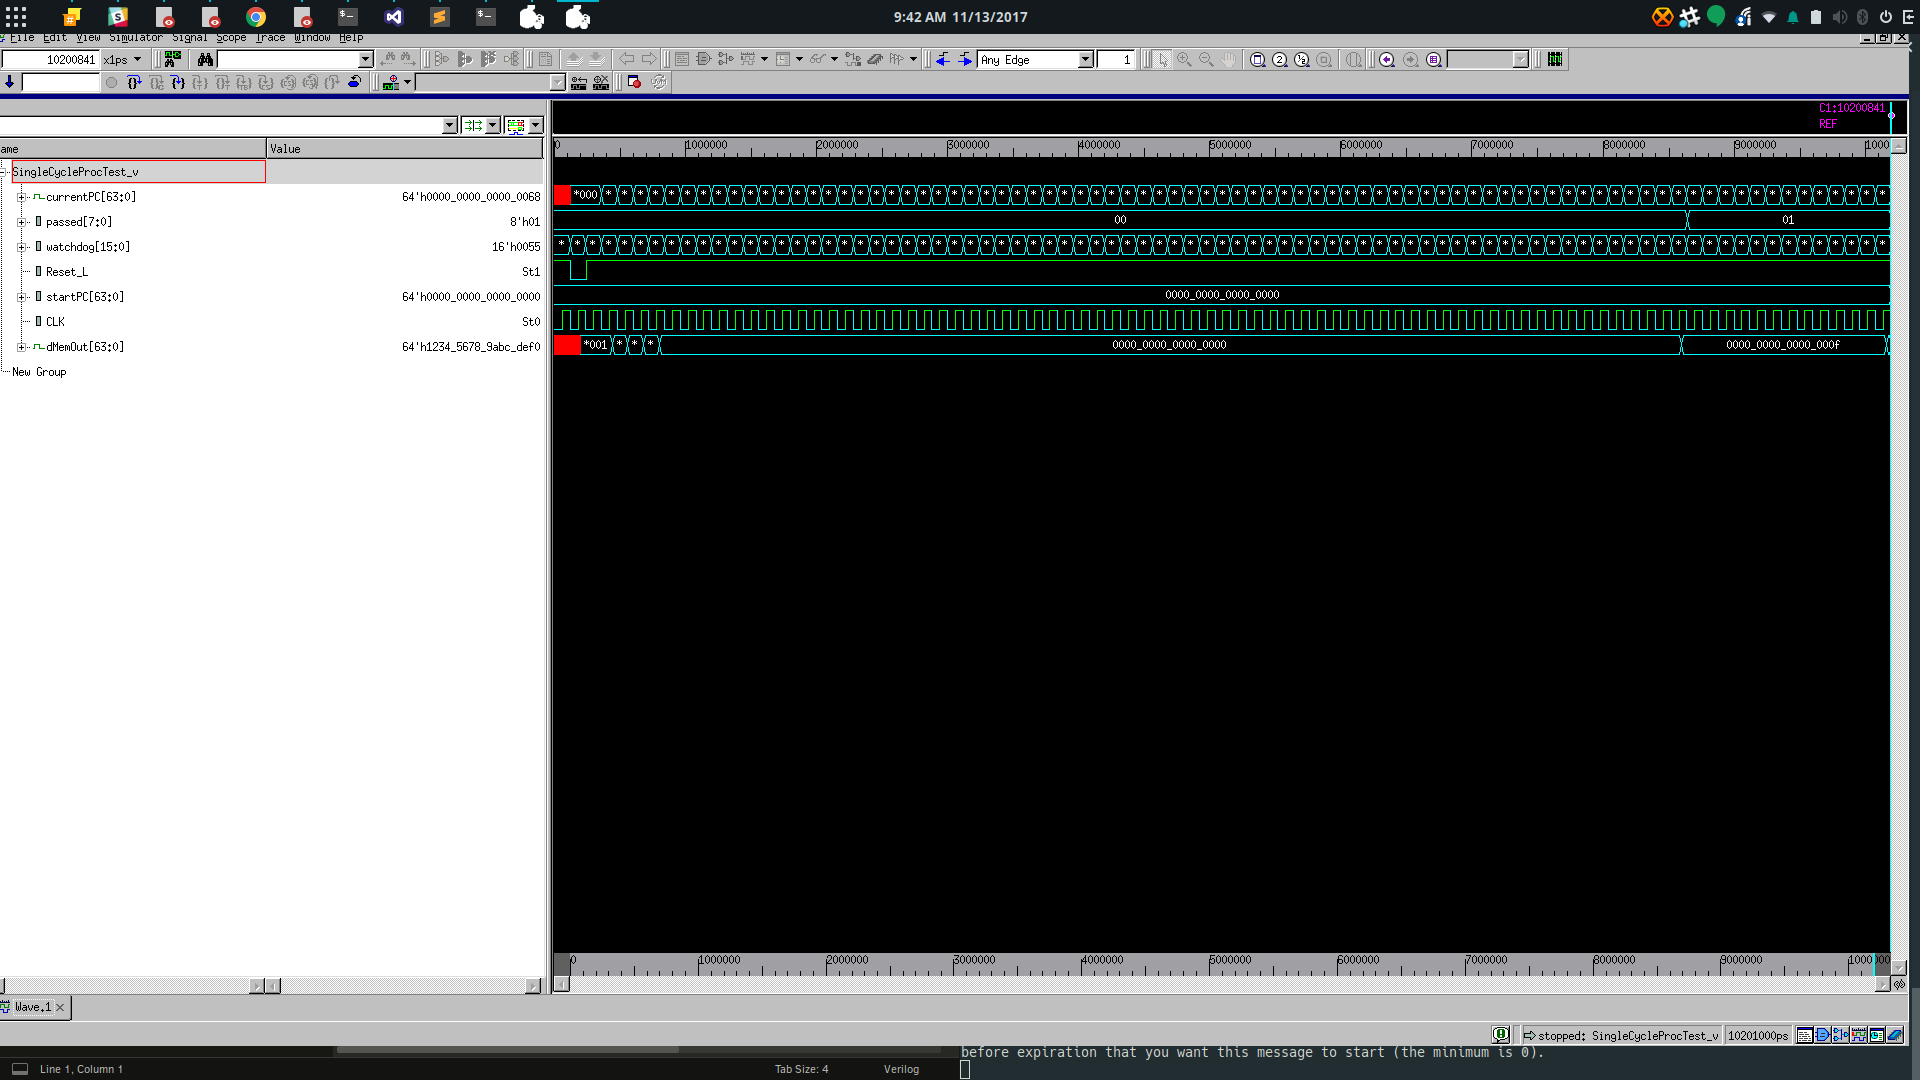 9:42 AM 11/13/2017
File Edit View Simulator Signal Scope Trace Window Help
10200841 x1ps Any Edge 1
C1:10200841
REF
ame Value
0 1000000 2000000 3000000 4000000 5000000 6000000 7000000 8000000 9000000 1000
SingleCycleProcTest_v
currentPC[63:0] 64'h0000_0000_0000_0068 *000 * * * * * * * * * * * * * * * * * * * * * * * * * * * * * * * * * * * * * * * * * * * * * * * * * * * * * * * * * * * * * * * * * * * * * * * * * * * * * * * * * *
passed[7:0] 8'h01 00 01
watchdog[15:0] 16'h0055 * * * * * * * * * * * * * * * * * * * * * * * * * * * * * * * * * * * * * * * * * * * * * * * * * * * * * * * * * * * * * * * * * * * * * * * * * * * * * * * * * * * * *
Reset_L St1
startPC[63:0] 64'h0000_0000_0000_0000 0000_0000_0000_0000
CLK St0
dMemOut[63:0] 64'h1234_5678_9abc_def0 *001 * * * 0000_0000_0000_0000 0000_0000_0000_000f
New Group
0 1000000 2000000 3000000 4000000 5000000 6000000 7000000 8000000 9000000 1000 000
Wave.1
stopped: SingleCycleProcTest_v 10201000ps
before expiration that you want this message to start (the minimum is 0).
Line 1, Column 1 Tab Size: 4 Verilog